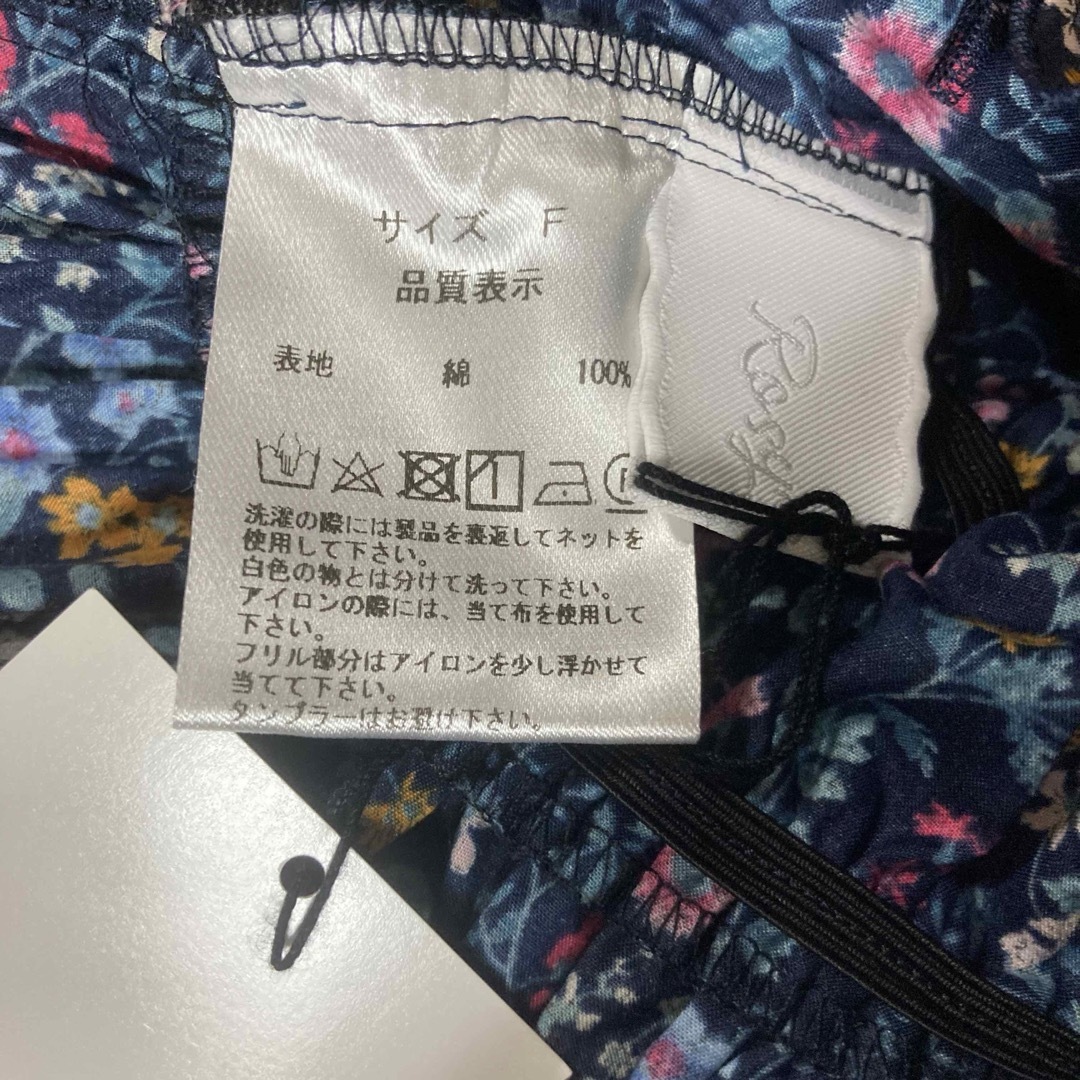 サイズ F
品質表示
表地 綿 100%
洗濯の際には製品を裏返してネットを
使用して下さい。
白色の物とは分けて洗って下さい。
アイロンの際には、当て布を使用して
下さい。
フリル部分はアイロンを少し浮かせて
当てて下さい。
タンブラーはお避け下さい。